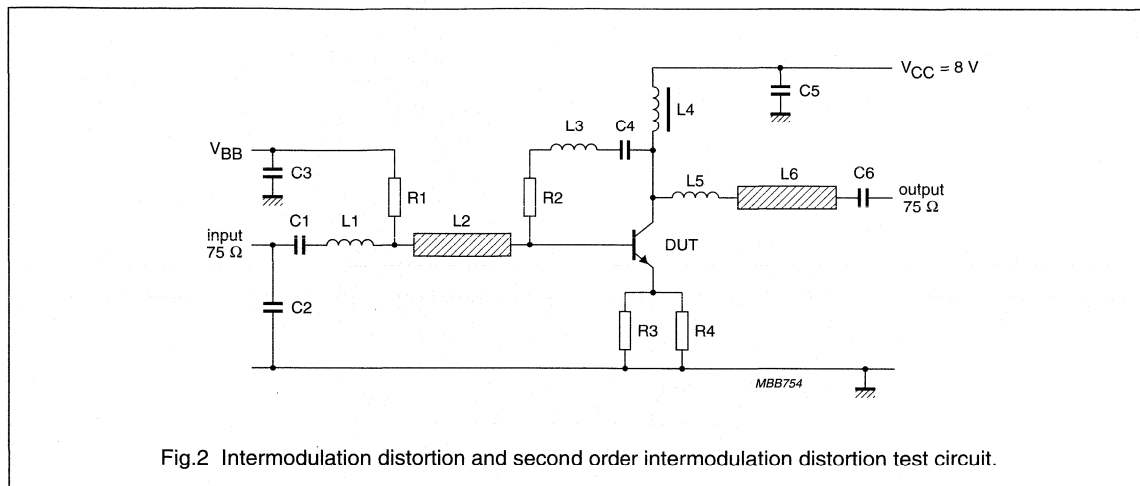 V_CC = 8 V
C5
L4
L3
C4
V_BB
C3
R1
R2
L5
L6
C6
output
75 Ω
C1
L1
L2
input
75 Ω
DUT
C2
R3
R4
MBB754
Fig.2 Intermodulation distortion and second order intermodulation distortion test circuit.